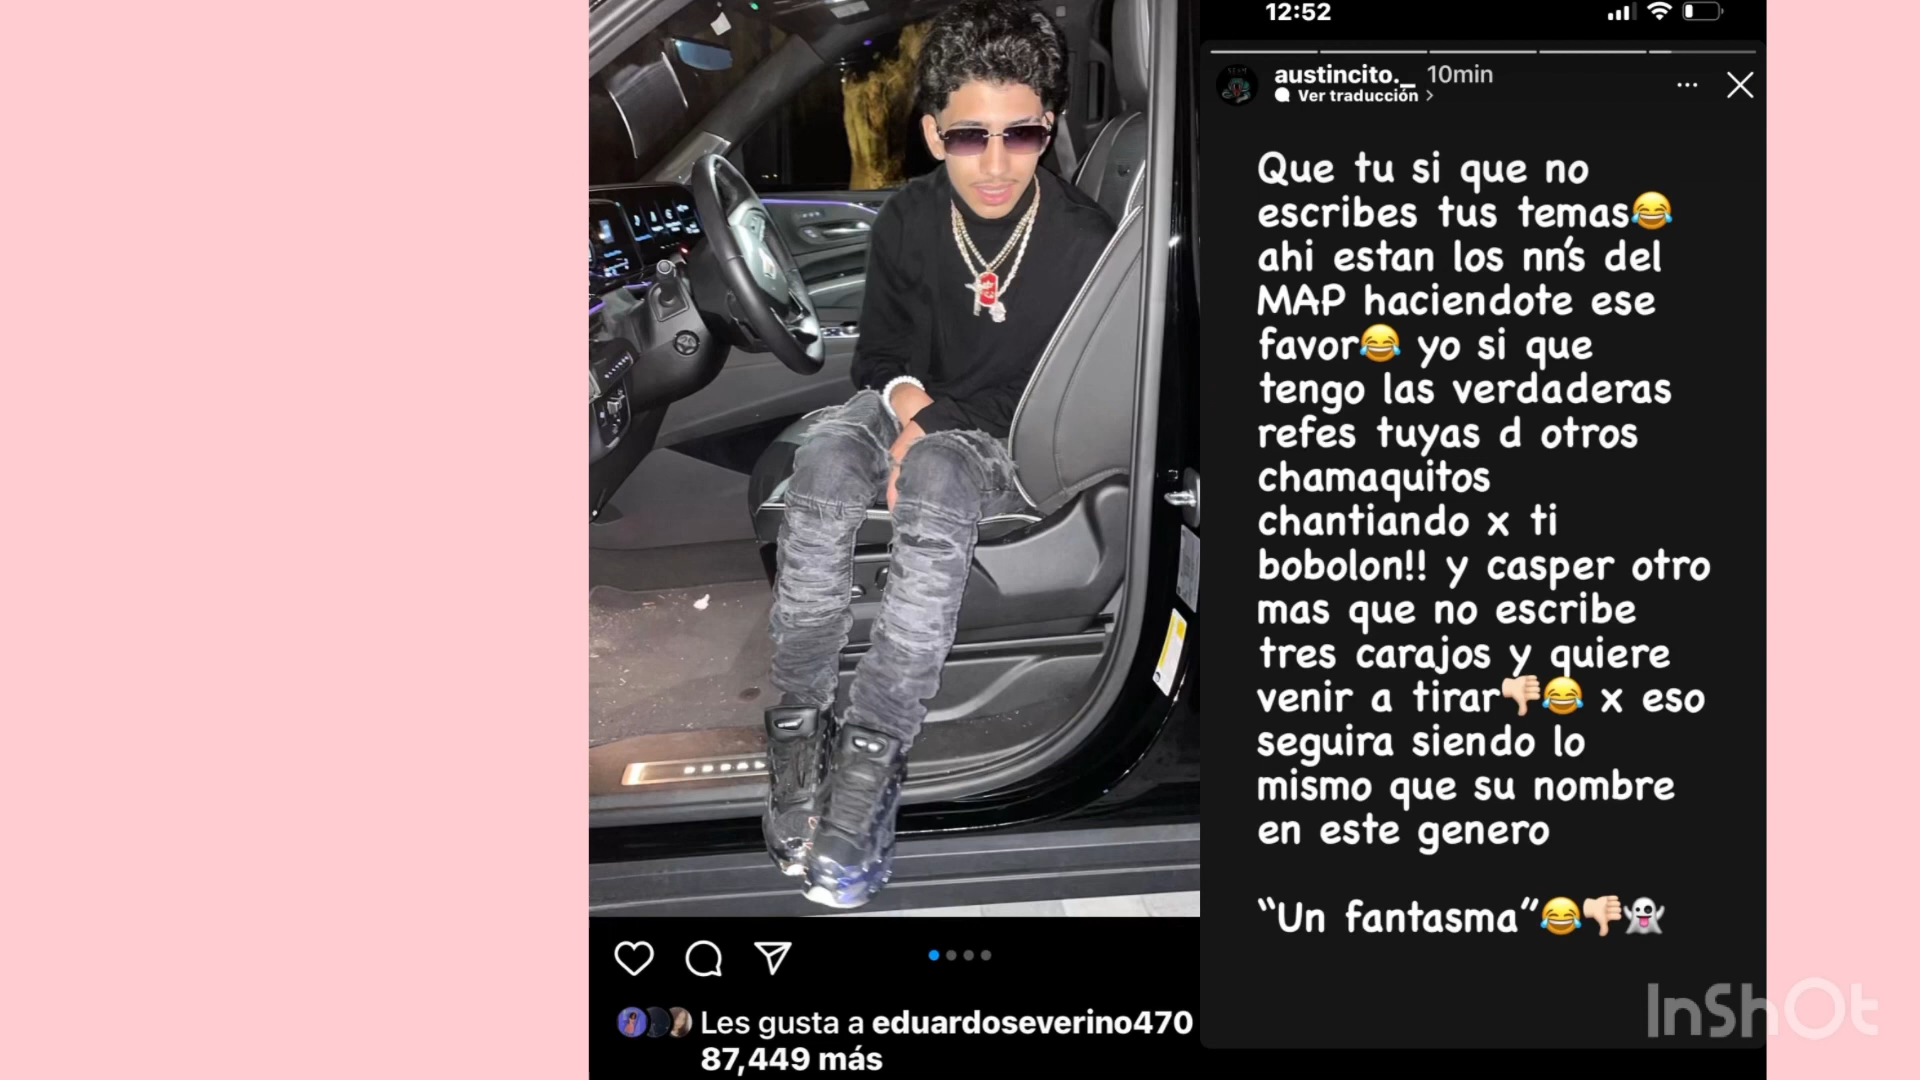 12:52
austincito._ 10min
Ver traducción >
Que tu si que no
escribes tus temas😂
ahi estan los nn's del
MAP haciendote ese
favor😂 yo si que
tengo las verdaderas
refes tuyas d otros
chamaquitos
chantiando x ti
bobolon!! y casper otro
mas que no escribe
tres carajos y quiere
venir a tirar👎🏻😂 x eso
seguira siendo lo
mismo que su nombre
en este genero
“Un fantasma”😂👎🏻👻
Les gusta a eduardoseverino470
87,449 más
InShOt